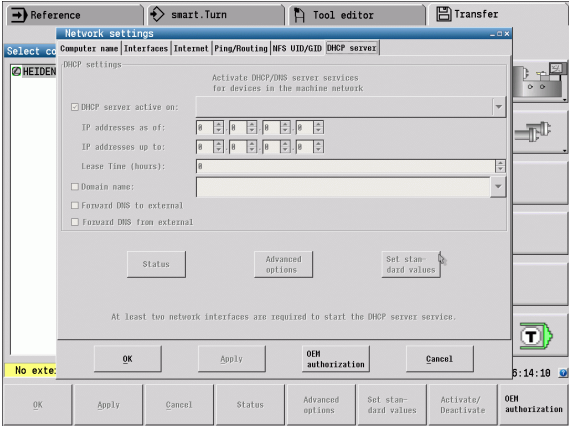 Reference
smart.Turn
Tool editor
Transfer
Network settings
Select co
Computer name
Interfaces
Internet
Ping/Routing
NFS UID/GID
DHCP server
HEIDEN
DHCP settings
Activate DHCP/DNS server services
for devices in the machine network
DHCP server active on:
IP addresses as of: 0 . 0 . 0 . 0
IP addresses up to: 0 . 0 . 0 . 0
Lease Time (hours): 0
Domain name:
Forward DNS to external
Forward DNS from external
Status
Advanced
options
Set stan-
dard values
At least two network interfaces are required to start the DHCP server service.
T
OK
Apply
OEM
authorization
Cancel
No exte
6:14:10
OK
Apply
Cancel
Status
Advanced
options
Set stan-
dard values
Activate/
Deactivate
OEM
authorization